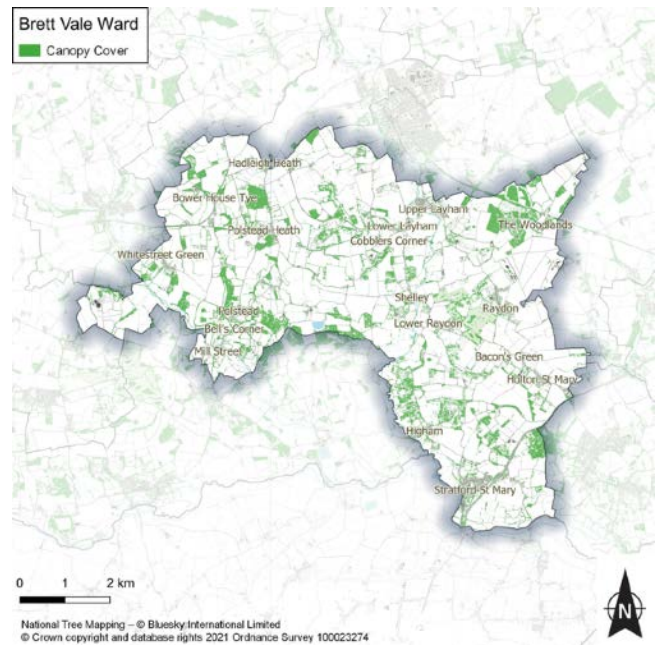 Brett Vale Ward
Canopy Cover
Hadleigh Heath
Bower House Tye
Upper Layham
The Woodlands
Lower Layham
Polstead Heath
Cobblers Corner
Whitestreet Green
Shelley
Polstead
Raydon
Lower Raydon
Bell's Corner
Mill Street
Bacon's Green
Holton St Mary
Higham
Stratford St Mary
0 1 2 km
N
National Tree Mapping – © Bluesky International Limited
© Crown copyright and database rights 2021 Ordnance Survey 100023274